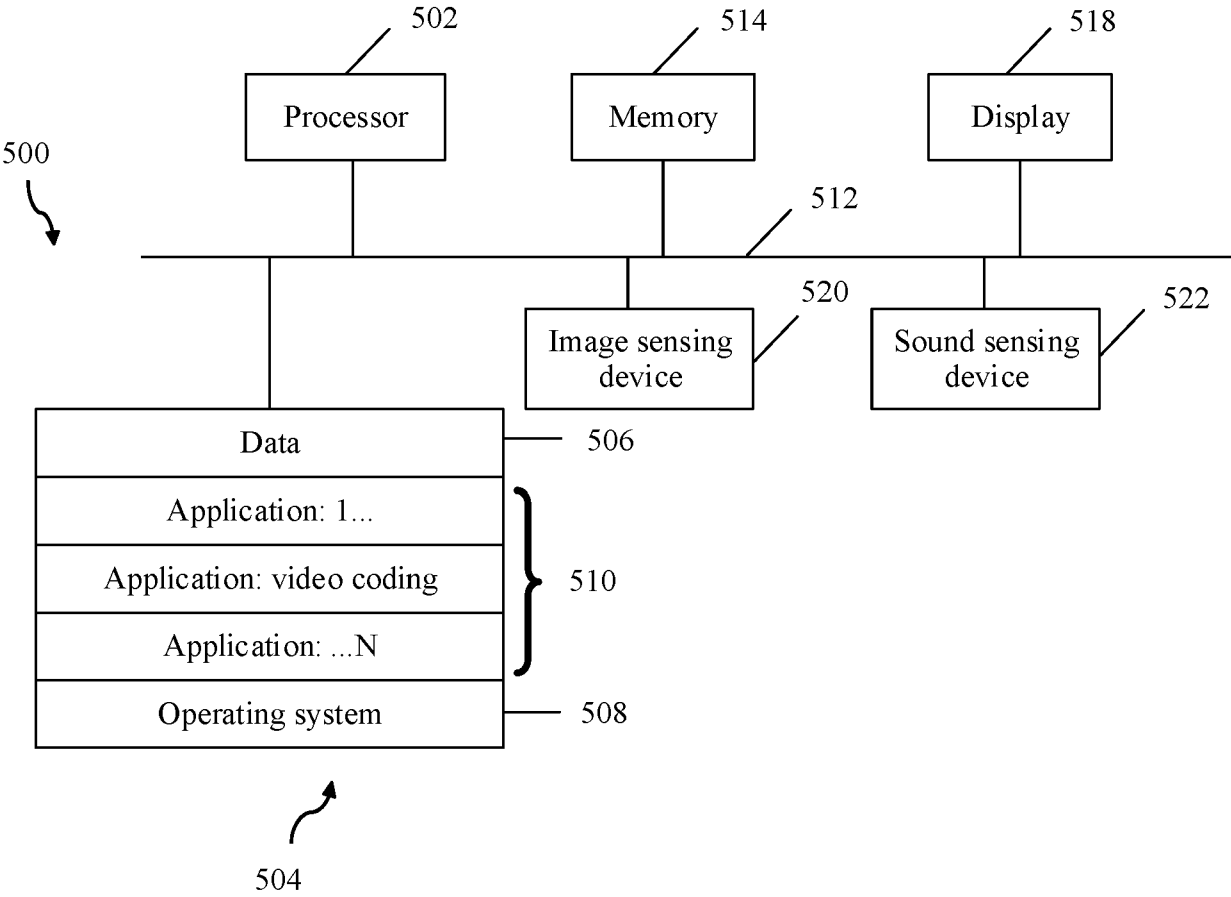 502
514
518
Processor
Memory
Display
500
512
520
522
Image sensing
device
Sound sensing
device
Data
506
Application: 1...
Application: video coding
510
Application: ...N
Operating system
508
504